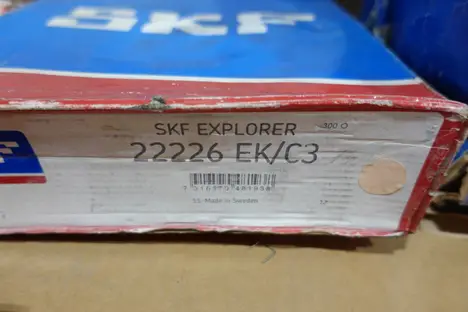 SKF
SKF EXPLORER
22226 EK/C3
Made in Sweden